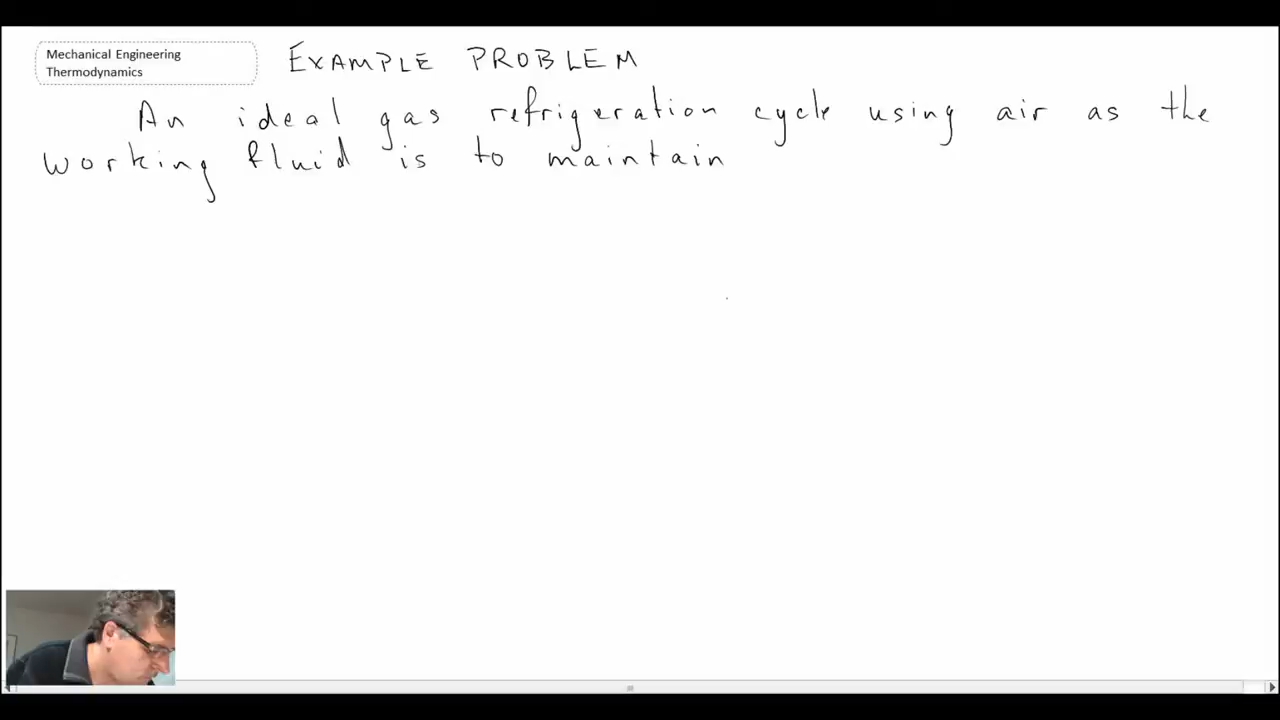 Mechanical Engineering
Thermodynamics
EXAMPLE PROBLEM
An ideal gas refrigeration cycle using air as the
working fluid is to maintain